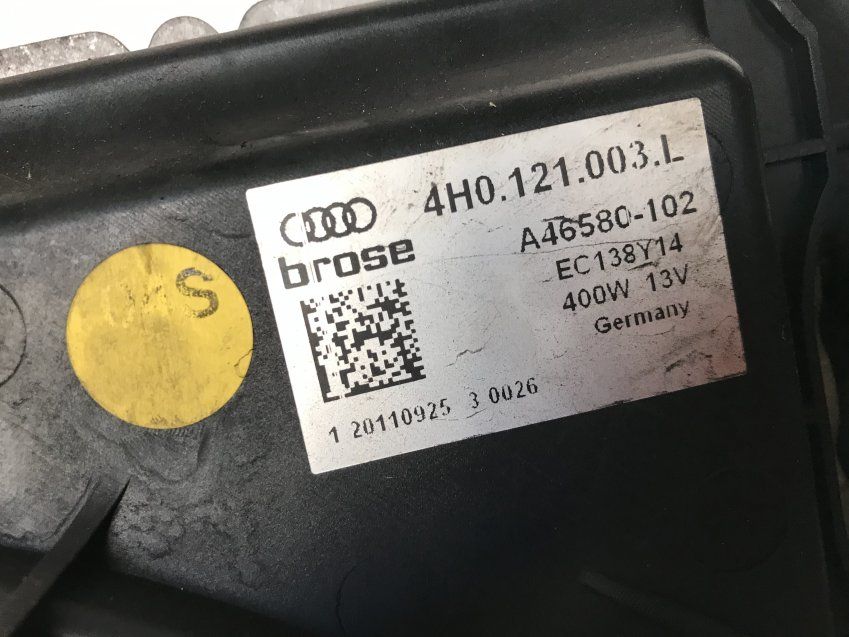 4H0.121.003.L
brose
A46580-102
EC138Y14
400W 13V
Germany
1 20110925 3 0026
S